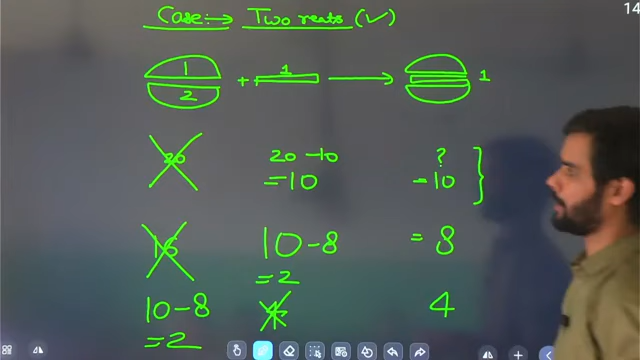 14
Case:→ Two reats (✓)
1
2
+ 1 → 1
20 20 - 10 ?
= 10 = 10
16 10 - 8 = 8
= 2
10 - 8 4
= 2